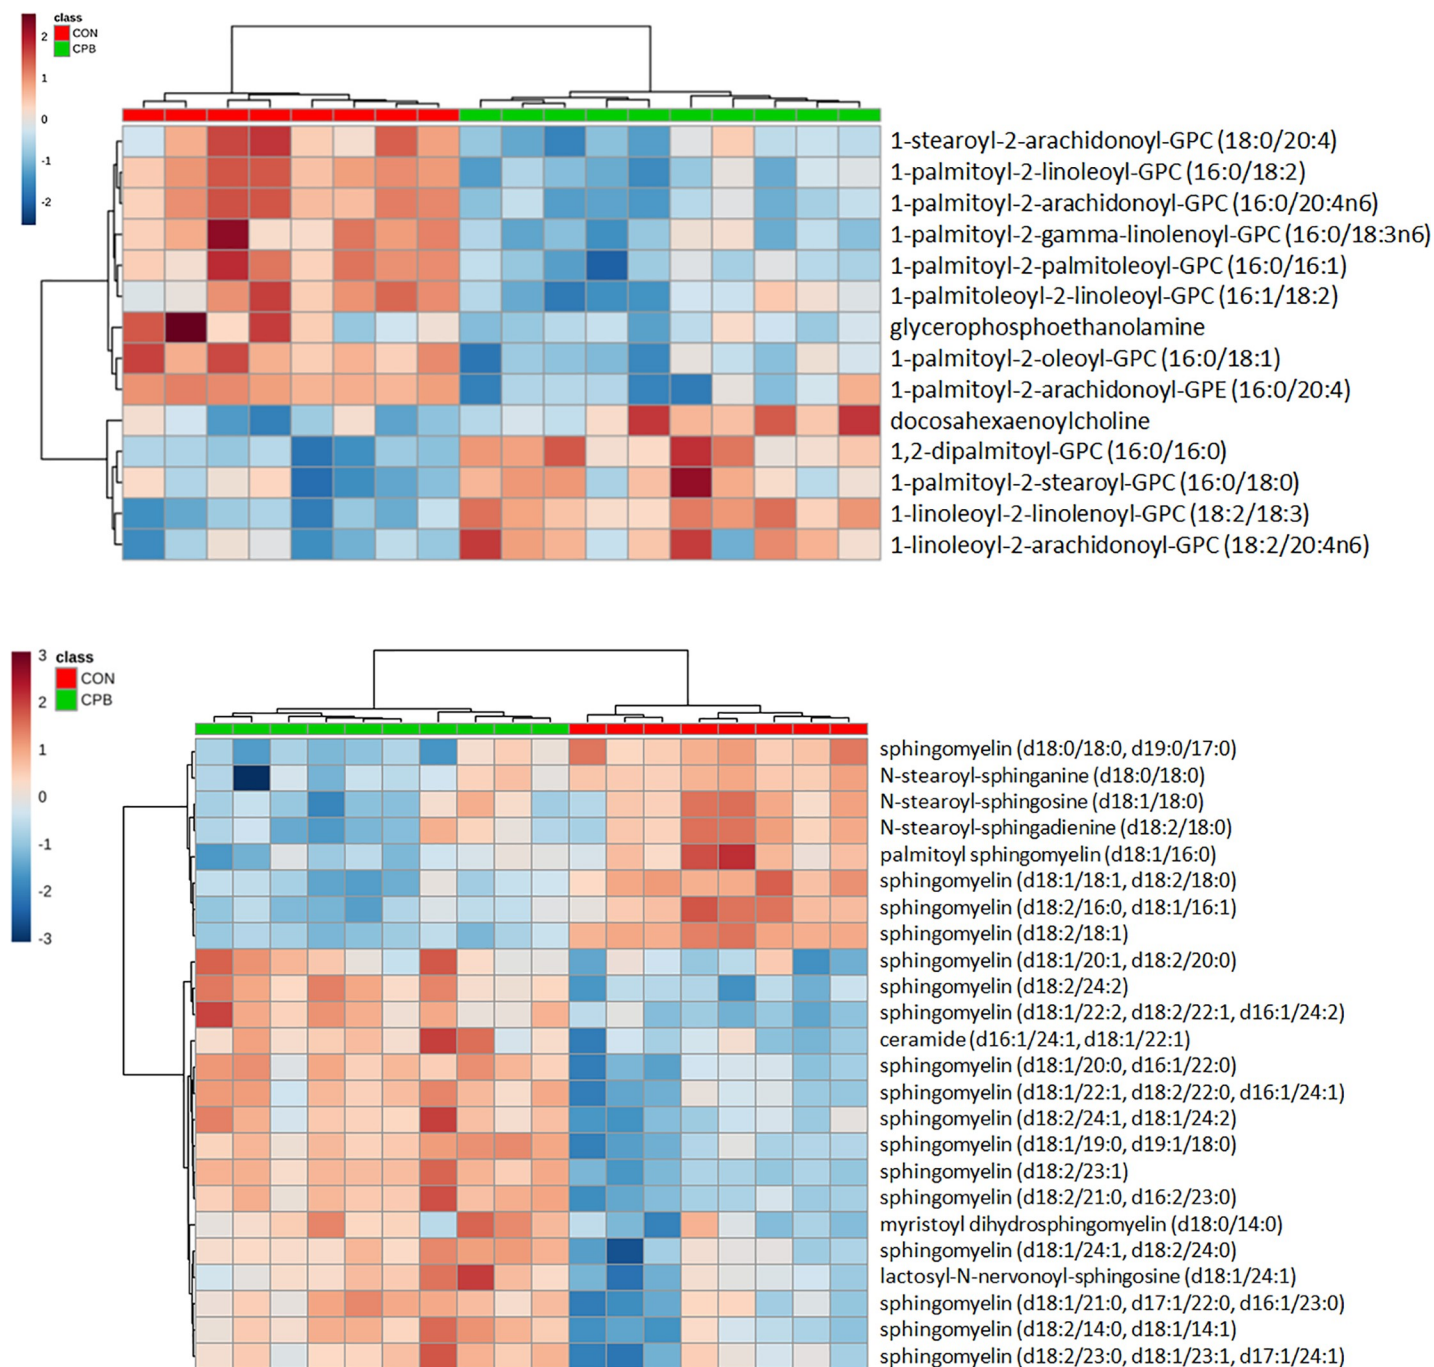 class
CON
CPB
2
1
0
-1
-2
1-stearoyl-2-arachidonoyl-GPC (18:0/20:4)
1-palmitoyl-2-linoleoyl-GPC (16:0/18:2)
1-palmitoyl-2-arachidonoyl-GPC (16:0/20:4n6)
1-palmitoyl-2-gamma-linolenoyl-GPC (16:0/18:3n6)
1-palmitoyl-2-palmitoleoyl-GPC (16:0/16:1)
1-palmitoleoyl-2-linoleoyl-GPC (16:1/18:2)
glycerophosphoethanolamine
1-palmitoyl-2-oleoyl-GPC (16:0/18:1)
1-palmitoyl-2-arachidonoyl-GPE (16:0/20:4)
docosahexaenoylcholine
1,2-dipalmitoyl-GPC (16:0/16:0)
1-palmitoyl-2-stearoyl-GPC (16:0/18:0)
1-linoleoyl-2-linolenoyl-GPC (18:2/18:3)
1-linoleoyl-2-arachidonoyl-GPC (18:2/20:4n6)
class
CON
CPB
3
2
1
0
-1
-2
-3
sphingomyelin (d18:0/18:0, d19:0/17:0)
N-stearoyl-sphinganine (d18:0/18:0)
N-stearoyl-sphingosine (d18:1/18:0)
N-stearoyl-sphingadienine (d18:2/18:0)
palmitoyl sphingomyelin (d18:1/16:0)
sphingomyelin (d18:1/18:1, d18:2/18:0)
sphingomyelin (d18:2/16:0, d18:1/16:1)
sphingomyelin (d18:2/18:1)
sphingomyelin (d18:1/20:1, d18:2/20:0)
sphingomyelin (d18:2/24:2)
sphingomyelin (d18:1/22:2, d18:2/22:1, d16:1/24:2)
ceramide (d16:1/24:1, d18:1/22:1)
sphingomyelin (d18:1/20:0, d16:1/22:0)
sphingomyelin (d18:1/22:1, d18:2/22:0, d16:1/24:1)
sphingomyelin (d18:2/24:1, d18:1/24:2)
sphingomyelin (d18:1/19:0, d19:1/18:0)
sphingomyelin (d18:2/23:1)
sphingomyelin (d18:2/21:0, d16:2/23:0)
myristoyl dihydrosphingomyelin (d18:0/14:0)
sphingomyelin (d18:1/24:1, d18:2/24:0)
lactosyl-N-nervonoyl-sphingosine (d18:1/24:1)
sphingomyelin (d18:1/21:0, d17:1/22:0, d16:1/23:0)
sphingomyelin (d18:2/14:0, d18:1/14:1)
sphingomyelin (d18:2/23:0, d18:1/23:1, d17:1/24:1)